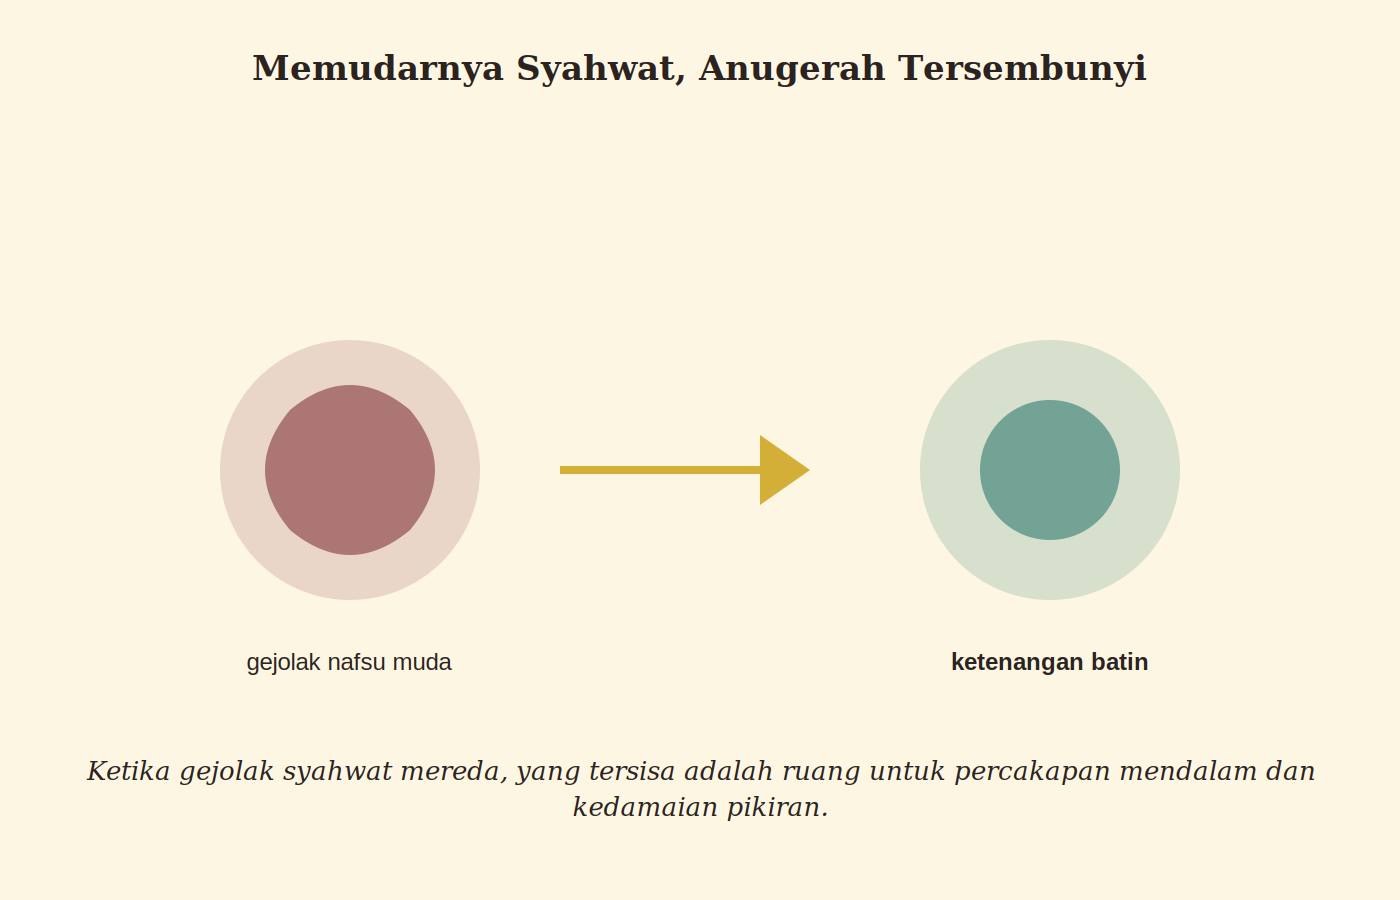 Memudarnya Syahwat, Anugerah Tersembunyi
gejolak nafsu muda
ketenangan batin
Ketika gejolak syahwat mereda, yang tersisa adalah ruang untuk percakapan mendalam dan
kedamaian pikiran.